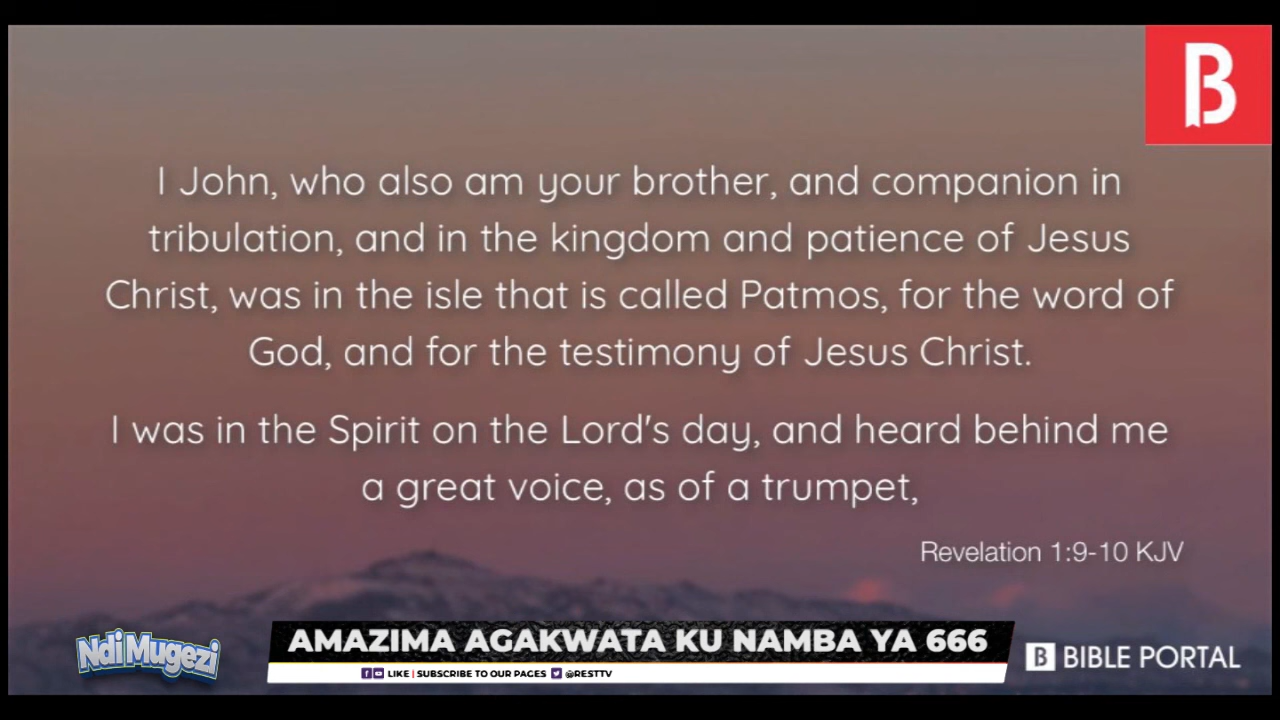 B
I John, who also am your brother, and companion in
tribulation, and in the kingdom and patience of Jesus
Christ, was in the isle that is called Patmos, for the word of
God, and for the testimony of Jesus Christ.
I was in the Spirit on the Lord's day, and heard behind me
a great voice, as of a trumpet,
Revelation 1:9-10 KJV
Ndi Mugezi
AMAZIMA AGAKWATA KU NAMBA YA 666
LIKE | SUBSCRIBE TO OUR PAGES @RESTTV
B BIBLE PORTAL